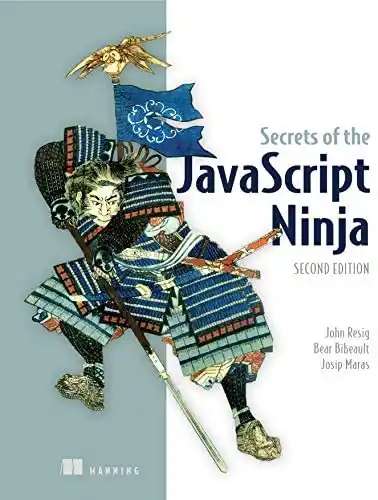 Secrets of the
JavaScript
Ninja
SECOND EDITION
John Resig
Bear Bibeault
Josip Maras
MANNING